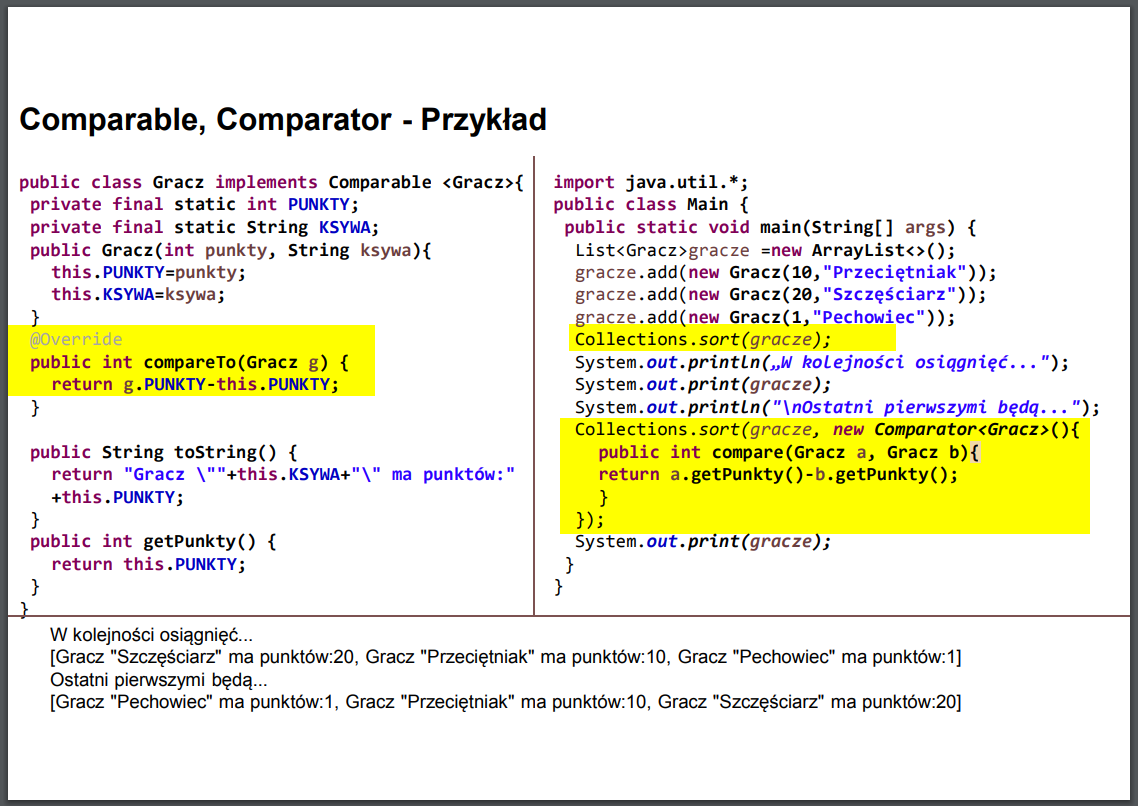 Comparable, Comparator - Przykład
public class Gracz implements Comparable <Gracz>{
private final static int PUNKTY;
private final static String KSYWA;
public Gracz(int punkty, String ksywa){
this.PUNKTY=punkty;
this.KSYWA=ksywa;
}
@Override
public int compareTo(Gracz g) {
return g.PUNKTY-this.PUNKTY;
}
public String toString() {
return "Gracz \""+this.KSYWA+"\" ma punktów:"
+this.PUNKTY;
}
public int getPunkty() {
return this.PUNKTY;
}
}
import java.util.*;
public class Main {
public static void main(String[] args) {
List<Gracz>gracze =new ArrayList<>();
gracze.add(new Gracz(10,"Przeciętniak"));
gracze.add(new Gracz(20,"Szczęściarz"));
gracze.add(new Gracz(1,"Pechowiec"));
Collections.sort(gracze);
System.out.println(„W kolejności osiągnięć...");
System.out.print(gracze);
System.out.println("\nOstatni pierwszymi będą...");
Collections.sort(gracze, new Comparator<Gracz>(){
public int compare(Gracz a, Gracz b){
return a.getPunkty()-b.getPunkty();
}
});
System.out.print(gracze);
}
}
W kolejności osiągnięć...
[Gracz "Szczęściarz" ma punktów:20, Gracz "Przeciętniak" ma punktów:10, Gracz "Pechowiec" ma punktów:1]
Ostatni pierwszymi będą...
[Gracz "Pechowiec" ma punktów:1, Gracz "Przeciętniak" ma punktów:10, Gracz "Szczęściarz" ma punktów:20]